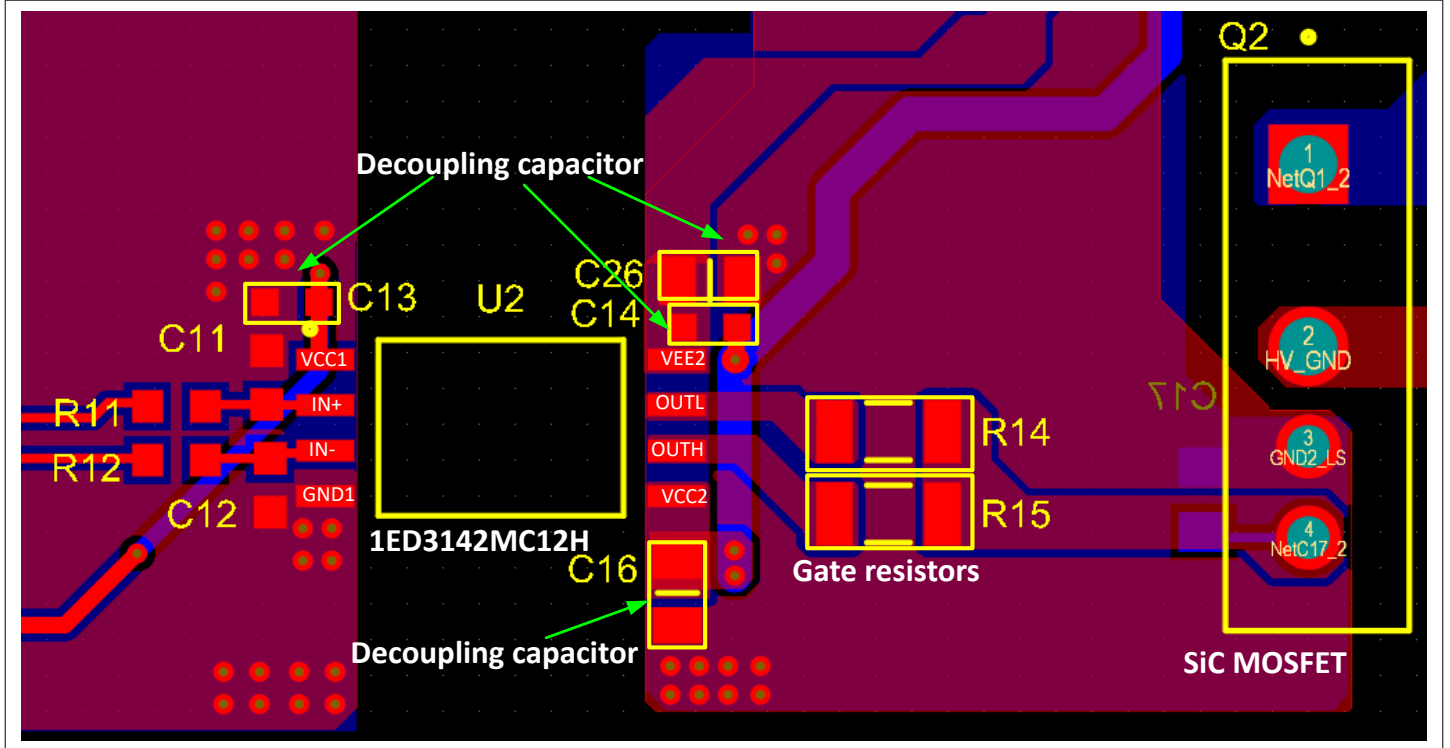 Q2
1
NetQ1_2
Decoupling capacitor
C26
C13
U2
C14
C11
VCC1
VEE2
2
HV_GND
R11
IN+
OUTL
C17
R14
3
GND2_LS
R12
IN-
OUTH
GND1
VCC2
C12
R15
4
NetC17_2
1ED3142MC12H
C16
Gate resistors
Decoupling capacitor
SiC MOSFET